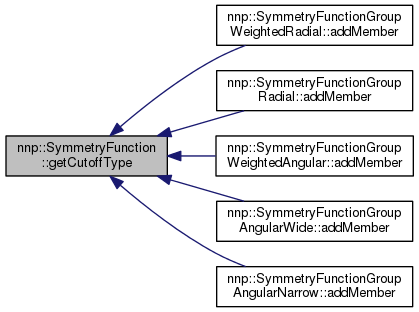 nnp::SymmetryFunctionGroup
WeightedRadial::addMember
nnp::SymmetryFunctionGroup
Radial::addMember
nnp::SymmetryFunction
::getCutoffType
nnp::SymmetryFunctionGroup
WeightedAngular::addMember
nnp::SymmetryFunctionGroup
AngularWide::addMember
nnp::SymmetryFunctionGroup
AngularNarrow::addMember